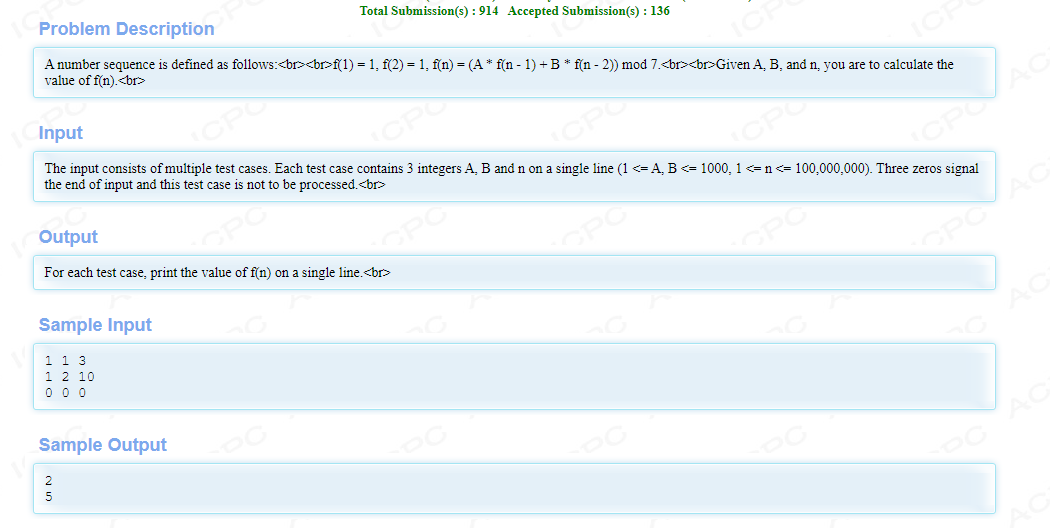 Total Submission(s) : 914 Accepted Submission(s) : 136
Problem Description
A number sequence is defined as follows:<br><br>f(1) = 1, f(2) = 1, f(n) = (A * f(n - 1) + B * f(n - 2)) mod 7.<br><br>Given A, B, and n, you are to calculate the
value of f(n).<br>
Input
The input consists of multiple test cases. Each test case contains 3 integers A, B and n on a single line (1 <= A, B <= 1000, 1 <= n <= 100,000,000). Three zeros signal
the end of input and this test case is not to be processed.<br>
Output
For each test case, print the value of f(n) on a single line.<br>
Sample Input
1 1 3
1 2 10
0 0 0
Sample Output
2
5